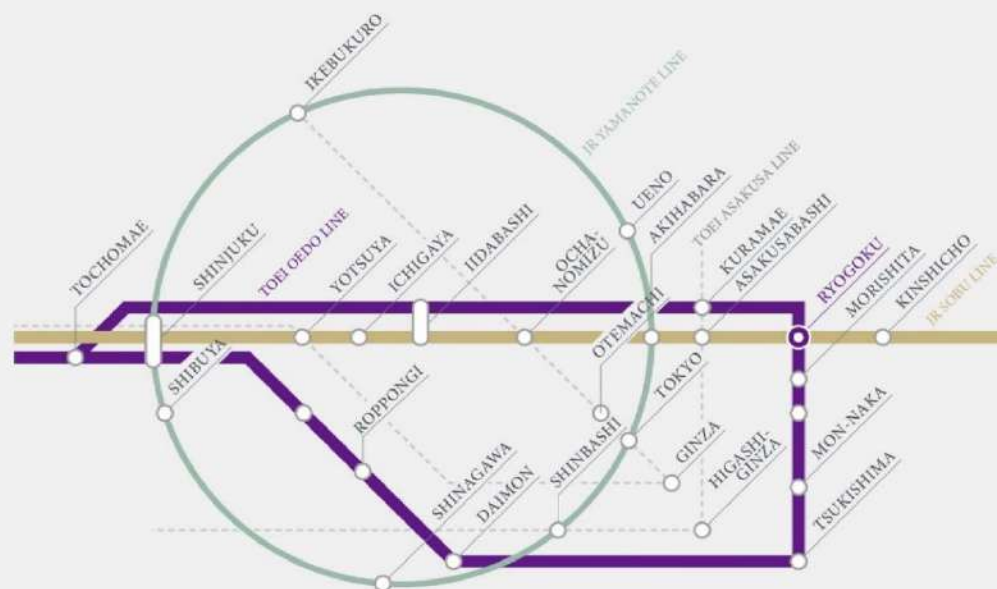 IKEBUKURO
JR YAMANOTE LINE
UENO
AKIHABARA
TOEI ASAKUSA LINE
TOCHOMAE
SHINJUKU
TOEI OEDO LINE
YOTSUYA
ICHIGAYA
IIDABASHI
OCHA-
NOMIZU
KURAMAE
ASAKUSABASHI
RYOGOKU
MORISHITA
KINSHICHO
JR SOBU LINE
SHIBUYA
ROPPONGI
OTEMACHI
TOKYO
SHINAGAWA
DAIMON
SHINBASHI
GINZA
HIGASHI-
GINZA
MON-NAKA
TSUKISHIMA